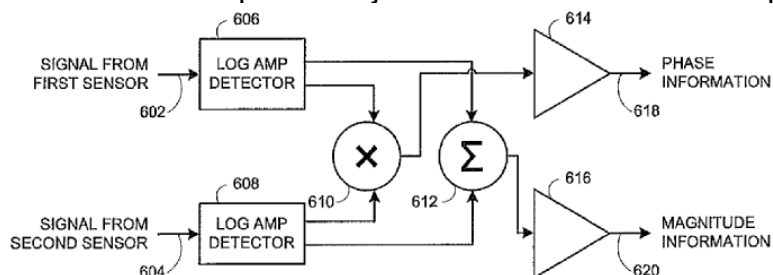 606
614
SIGNAL FROM
FIRST SENSOR
602
LOG AMP
DETECTOR
PHASE
INFORMATION
618
×
610
Σ
612
608
616
SIGNAL FROM
SECOND SENSOR
604
LOG AMP
DETECTOR
MAGNITUDE
INFORMATION
620